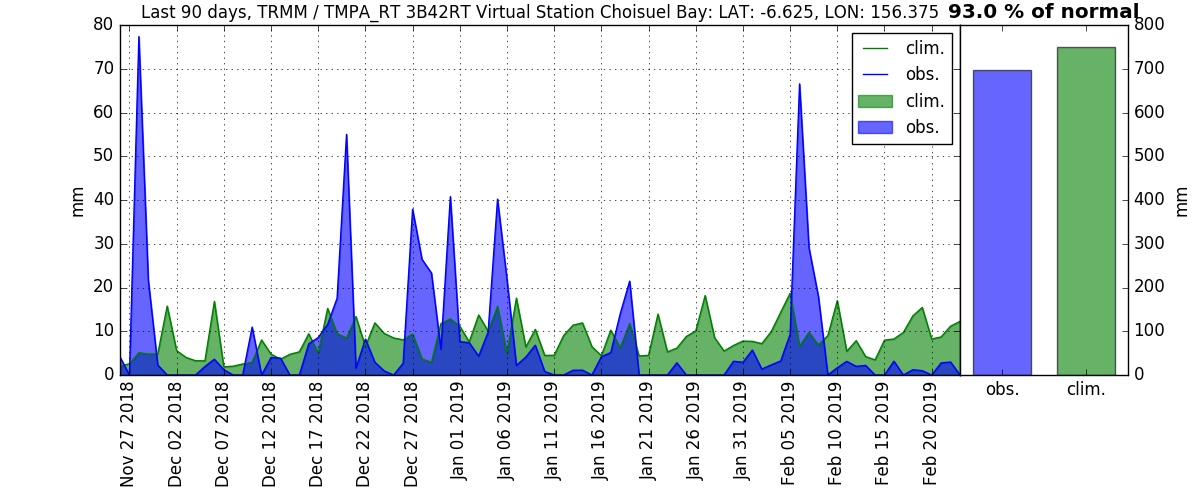 Last 90 days, TRMM / TMPA_RT 3B42RT Virtual Station Choisuel Bay: LAT: -6.625, LON: 156.375
93.0 % of normal
clim.
obs.
clim.
obs.
80
70
60
50
40
30
20
10
0
mm
800
700
600
500
400
300
200
100
0
mm
Nov 27 2018
Dec 02 2018
Dec 07 2018
Dec 12 2018
Dec 17 2018
Dec 22 2018
Dec 27 2018
Jan 01 2019
Jan 06 2019
Jan 11 2019
Jan 16 2019
Jan 21 2019
Jan 26 2019
Jan 31 2019
Feb 05 2019
Feb 10 2019
Feb 15 2019
Feb 20 2019
obs.
clim.